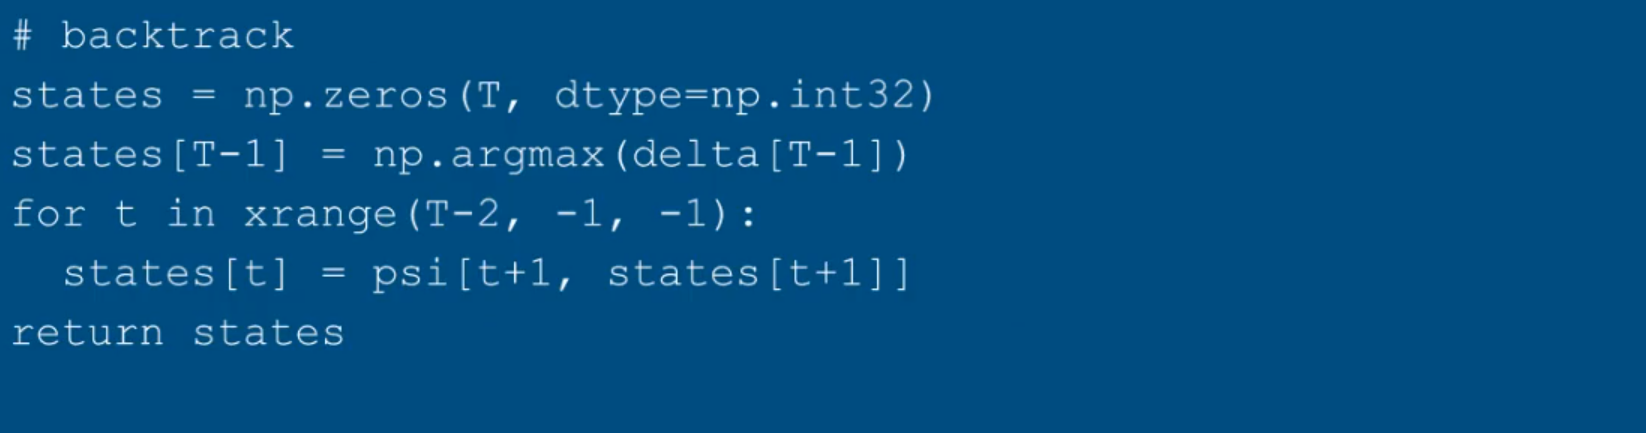 # backtrack
states = np.zeros(T, dtype=np.int32)
states[T-1] = np.argmax(delta[T-1])
for t in xrange(T-2, -1, -1):
  states[t] = psi[t+1, states[t+1]]
return states